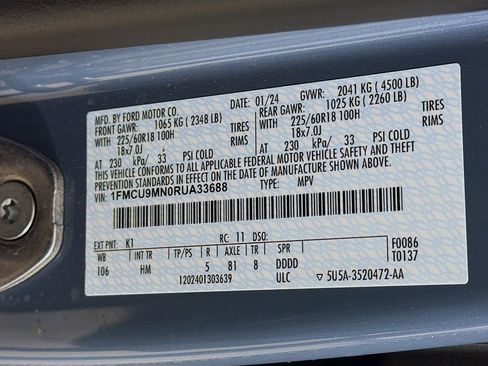 MFD. BY FORD MOTOR CO.
01/24 GVWR: 2041 KG ( 4500 LB)
FRONT GAWR: 1065 KG ( 2348 LB) REAR GAWR: 1025 KG ( 2260 LB)
225/60R18 100H TIRES 225/60R18 100H TIRES
18x7.0J RIMS 18x7.0J RIMS
AT 230 kPa/ 33 PSI COLD AT 230 kPa/ 33 PSI COLD
THIS VEHICLE CONFORMS TO ALL APPLICABLE FEDERAL MOTOR VEHICLE SAFETY AND THEFT
PREVENTION STANDARDS IN EFFECT ON THE DATE OF MANUFACTURE SHOWN ABOVE.
VIN: 1FMCU9MN0RUA33688 TYPE: MPV
EXT PNT: K1 RC: 11 DSO: F0086
WB INT TR TP/PS R AXLE TR SPR T0137
106 HM 5 81 8 DDDD
1202401303639 ULC 5U5A-3520472-AA